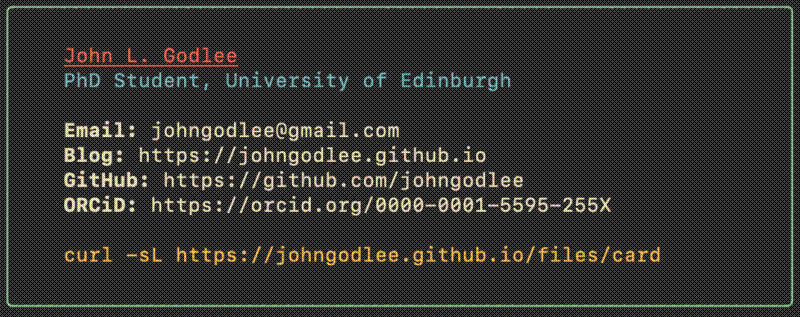 John L. Godlee
PhD Student, University of Edinburgh
Email: johngodlee@gmail.com
Blog: https://johngodlee.github.io
GitHub: https://github.com/johngodlee
ORCiD: https://orcid.org/0000-0001-5595-255X
curl -sL https://johngodlee.github.io/files/card